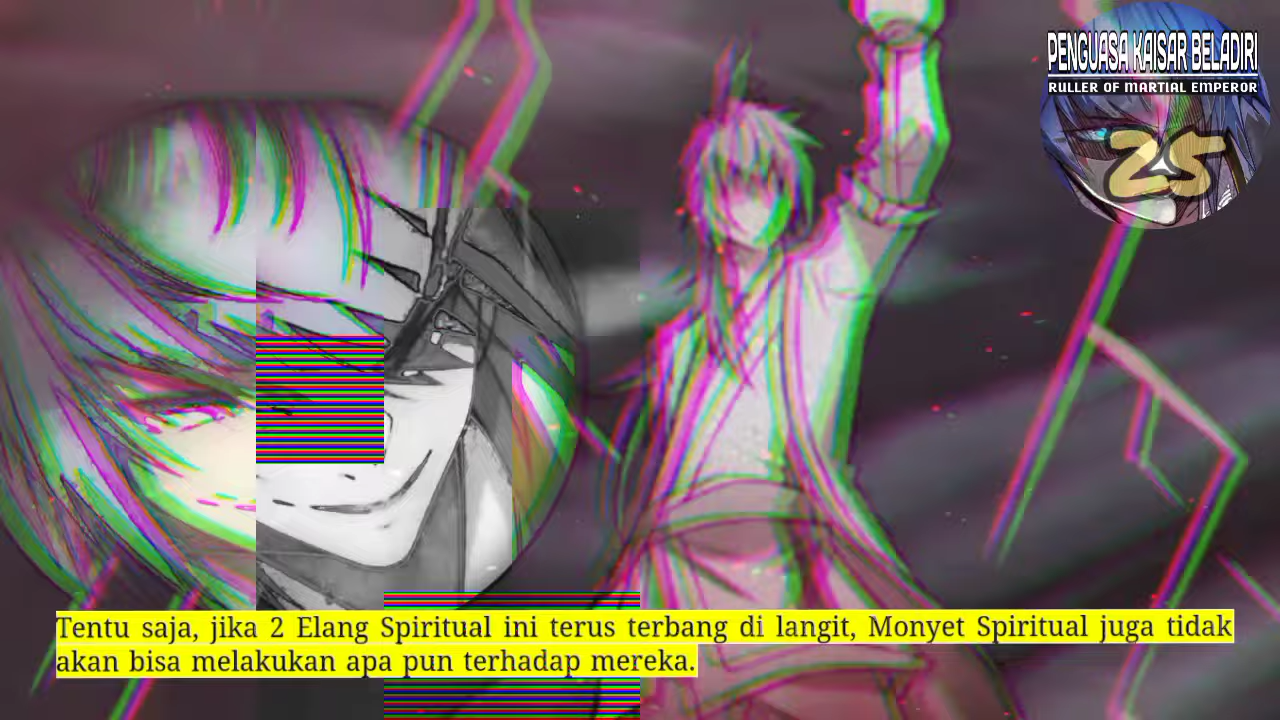 PENGUASA KAISAR BELADIRI
RULLER OF MARTIAL EMPEROR
25
Tentu saja, jika 2 Elang Spiritual ini terus terbang di langit, Monyet Spiritual juga tidak
akan bisa melakukan apa pun terhadap mereka.